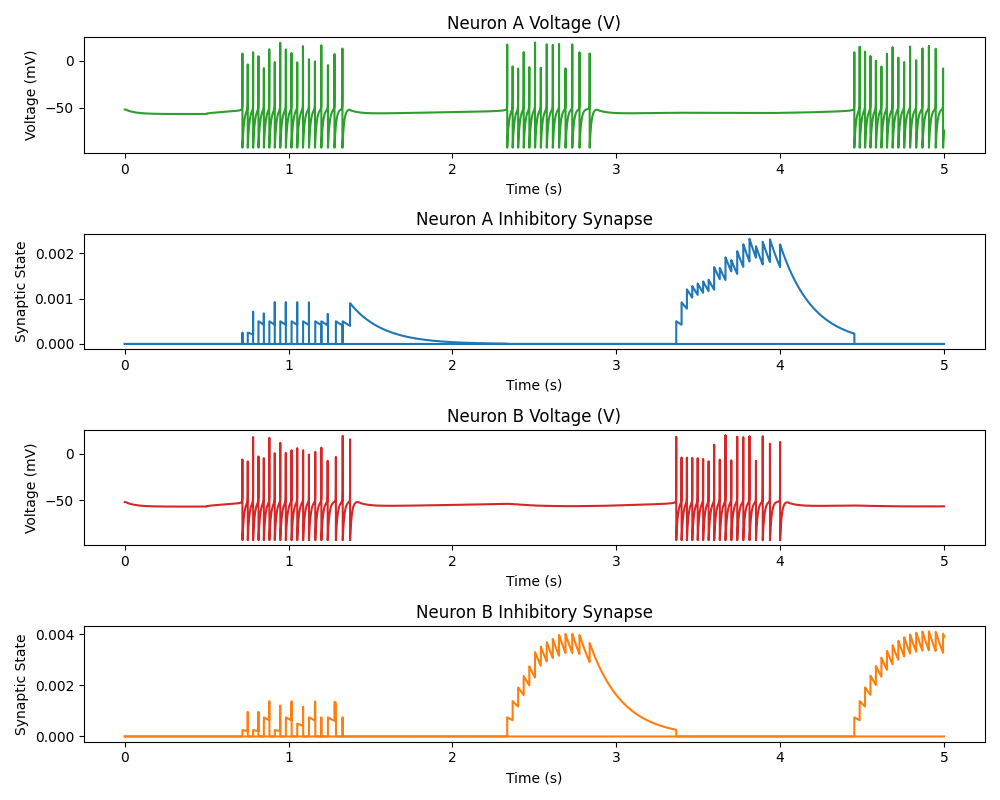 Neuron A Voltage (V)
Voltage (mV)
0
−50
0 1 2 3 4 5
Time (s)
Neuron A Inhibitory Synapse
Synaptic State
0.002
0.001
0.000
0 1 2 3 4 5
Time (s)
Neuron B Voltage (V)
Voltage (mV)
0
−50
0 1 2 3 4 5
Time (s)
Neuron B Inhibitory Synapse
Synaptic State
0.004
0.002
0.000
0 1 2 3 4 5
Time (s)